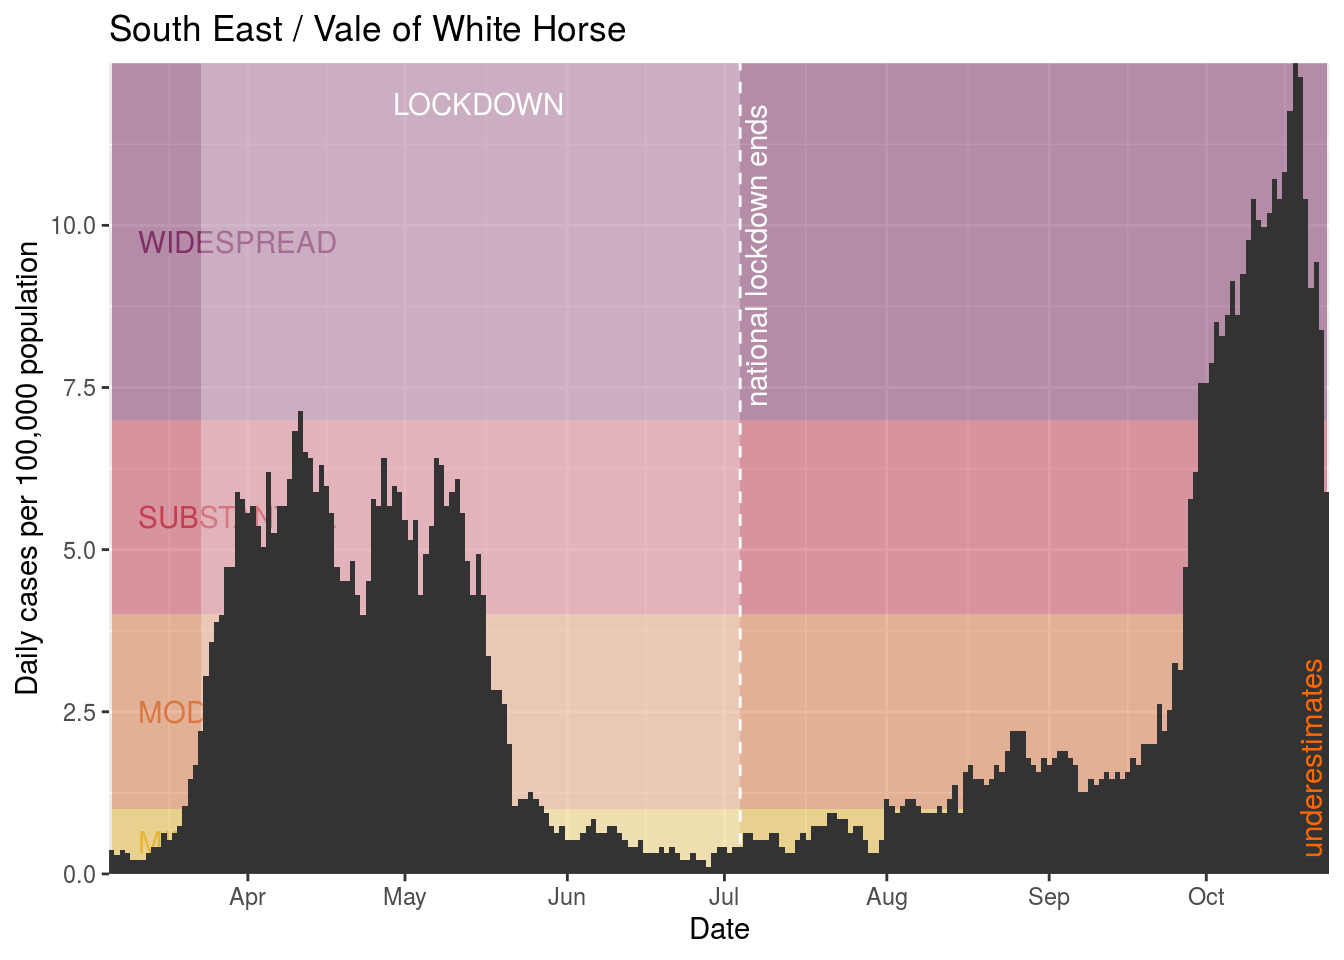 South East / Vale of White Horse
LOCKDOWN
national lockdown ends
WIDESPREAD
underestimates
10.0
7.5
5.0
2.5
0.0
Daily cases per 100,000 population
Apr
May
Jun
Jul
Aug
Sep
Oct
Date